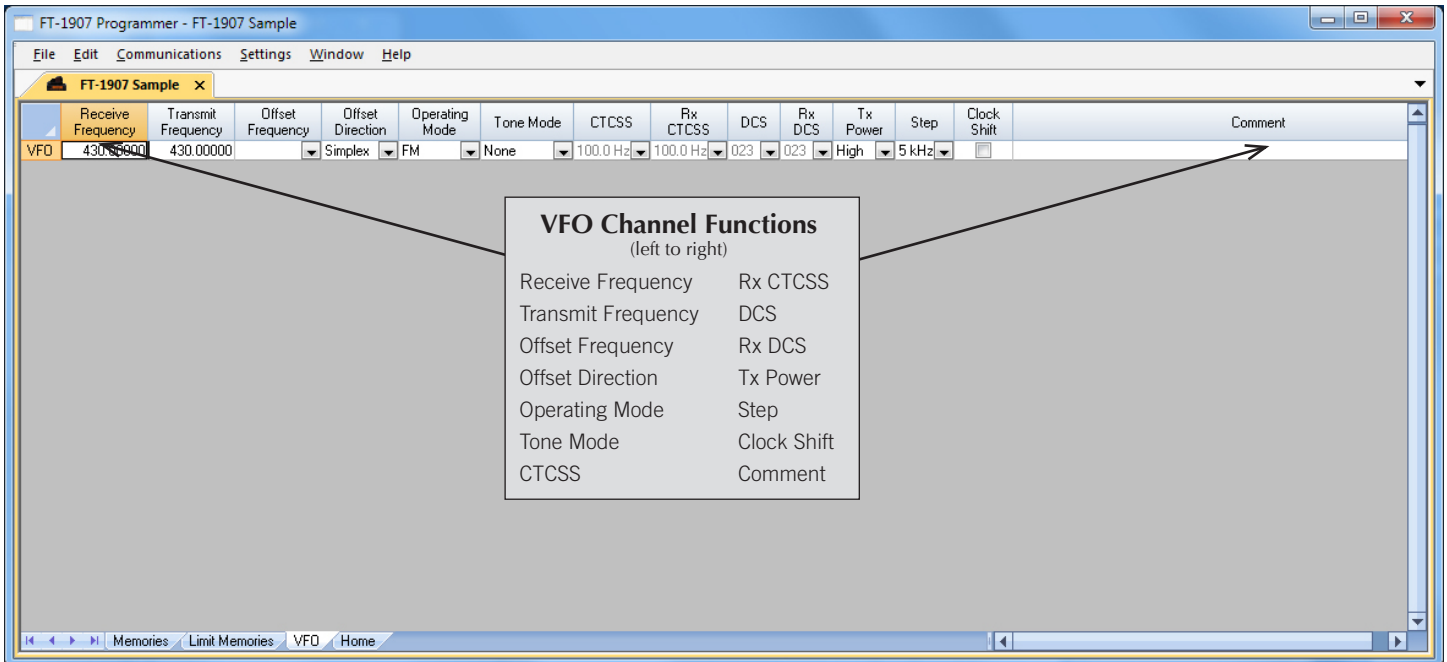 FT-1907 Programmer - FT-1907 Sample
File Edit Communications Settings Window Help
FT-1907 Sample X
Receive Frequency Transmit Frequency Offset Frequency Offset Direction Operating Mode Tone Mode CTCSS Rx CTCSS DCS Rx DCS Tx Power Step Clock Shift Comment
VFO 430.00000 430.00000 Simplex FM None 100.0 Hz 100.0 Hz 023 023 High 5 kHz
VFO Channel Functions
(left to right)
Receive Frequency Rx CTCSS
Transmit Frequency DCS
Offset Frequency Rx DCS
Offset Direction Tx Power
Operating Mode Step
Tone Mode Clock Shift
CTCSS Comment
Memories Limit Memories VFO Home